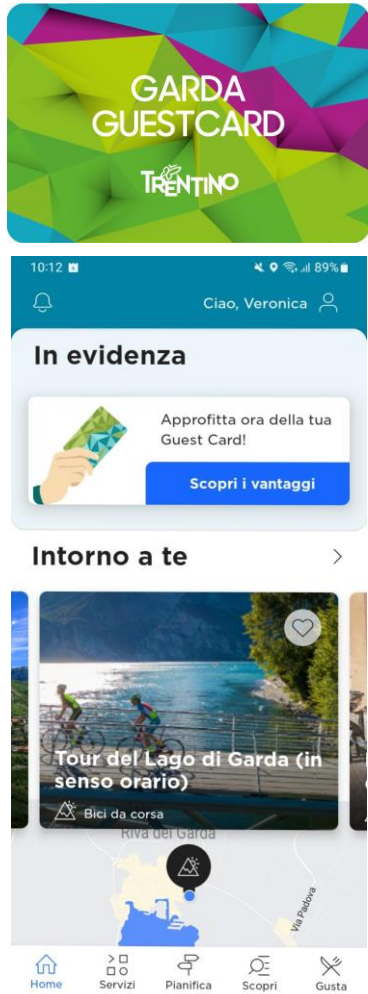 GARDA
GUESTCARD
TRENTINO
10:12
89%
Ciao, Veronica
In evidenza
Approfitta ora della tua
Guest Card!
Scopri i vantaggi
Intorno a te
Tour del Lago di Garda (in
senso orario)
Bici da corsa
Riva del Garda
Via Padova
Home
Servizi
Pianifica
Scopri
Gusta